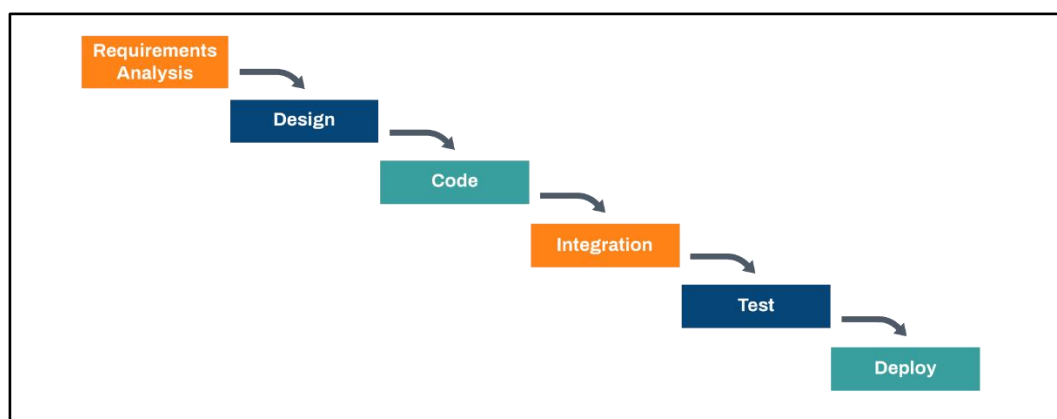 Requirements
Analysis
Design
Code
Integration
Test
Deploy